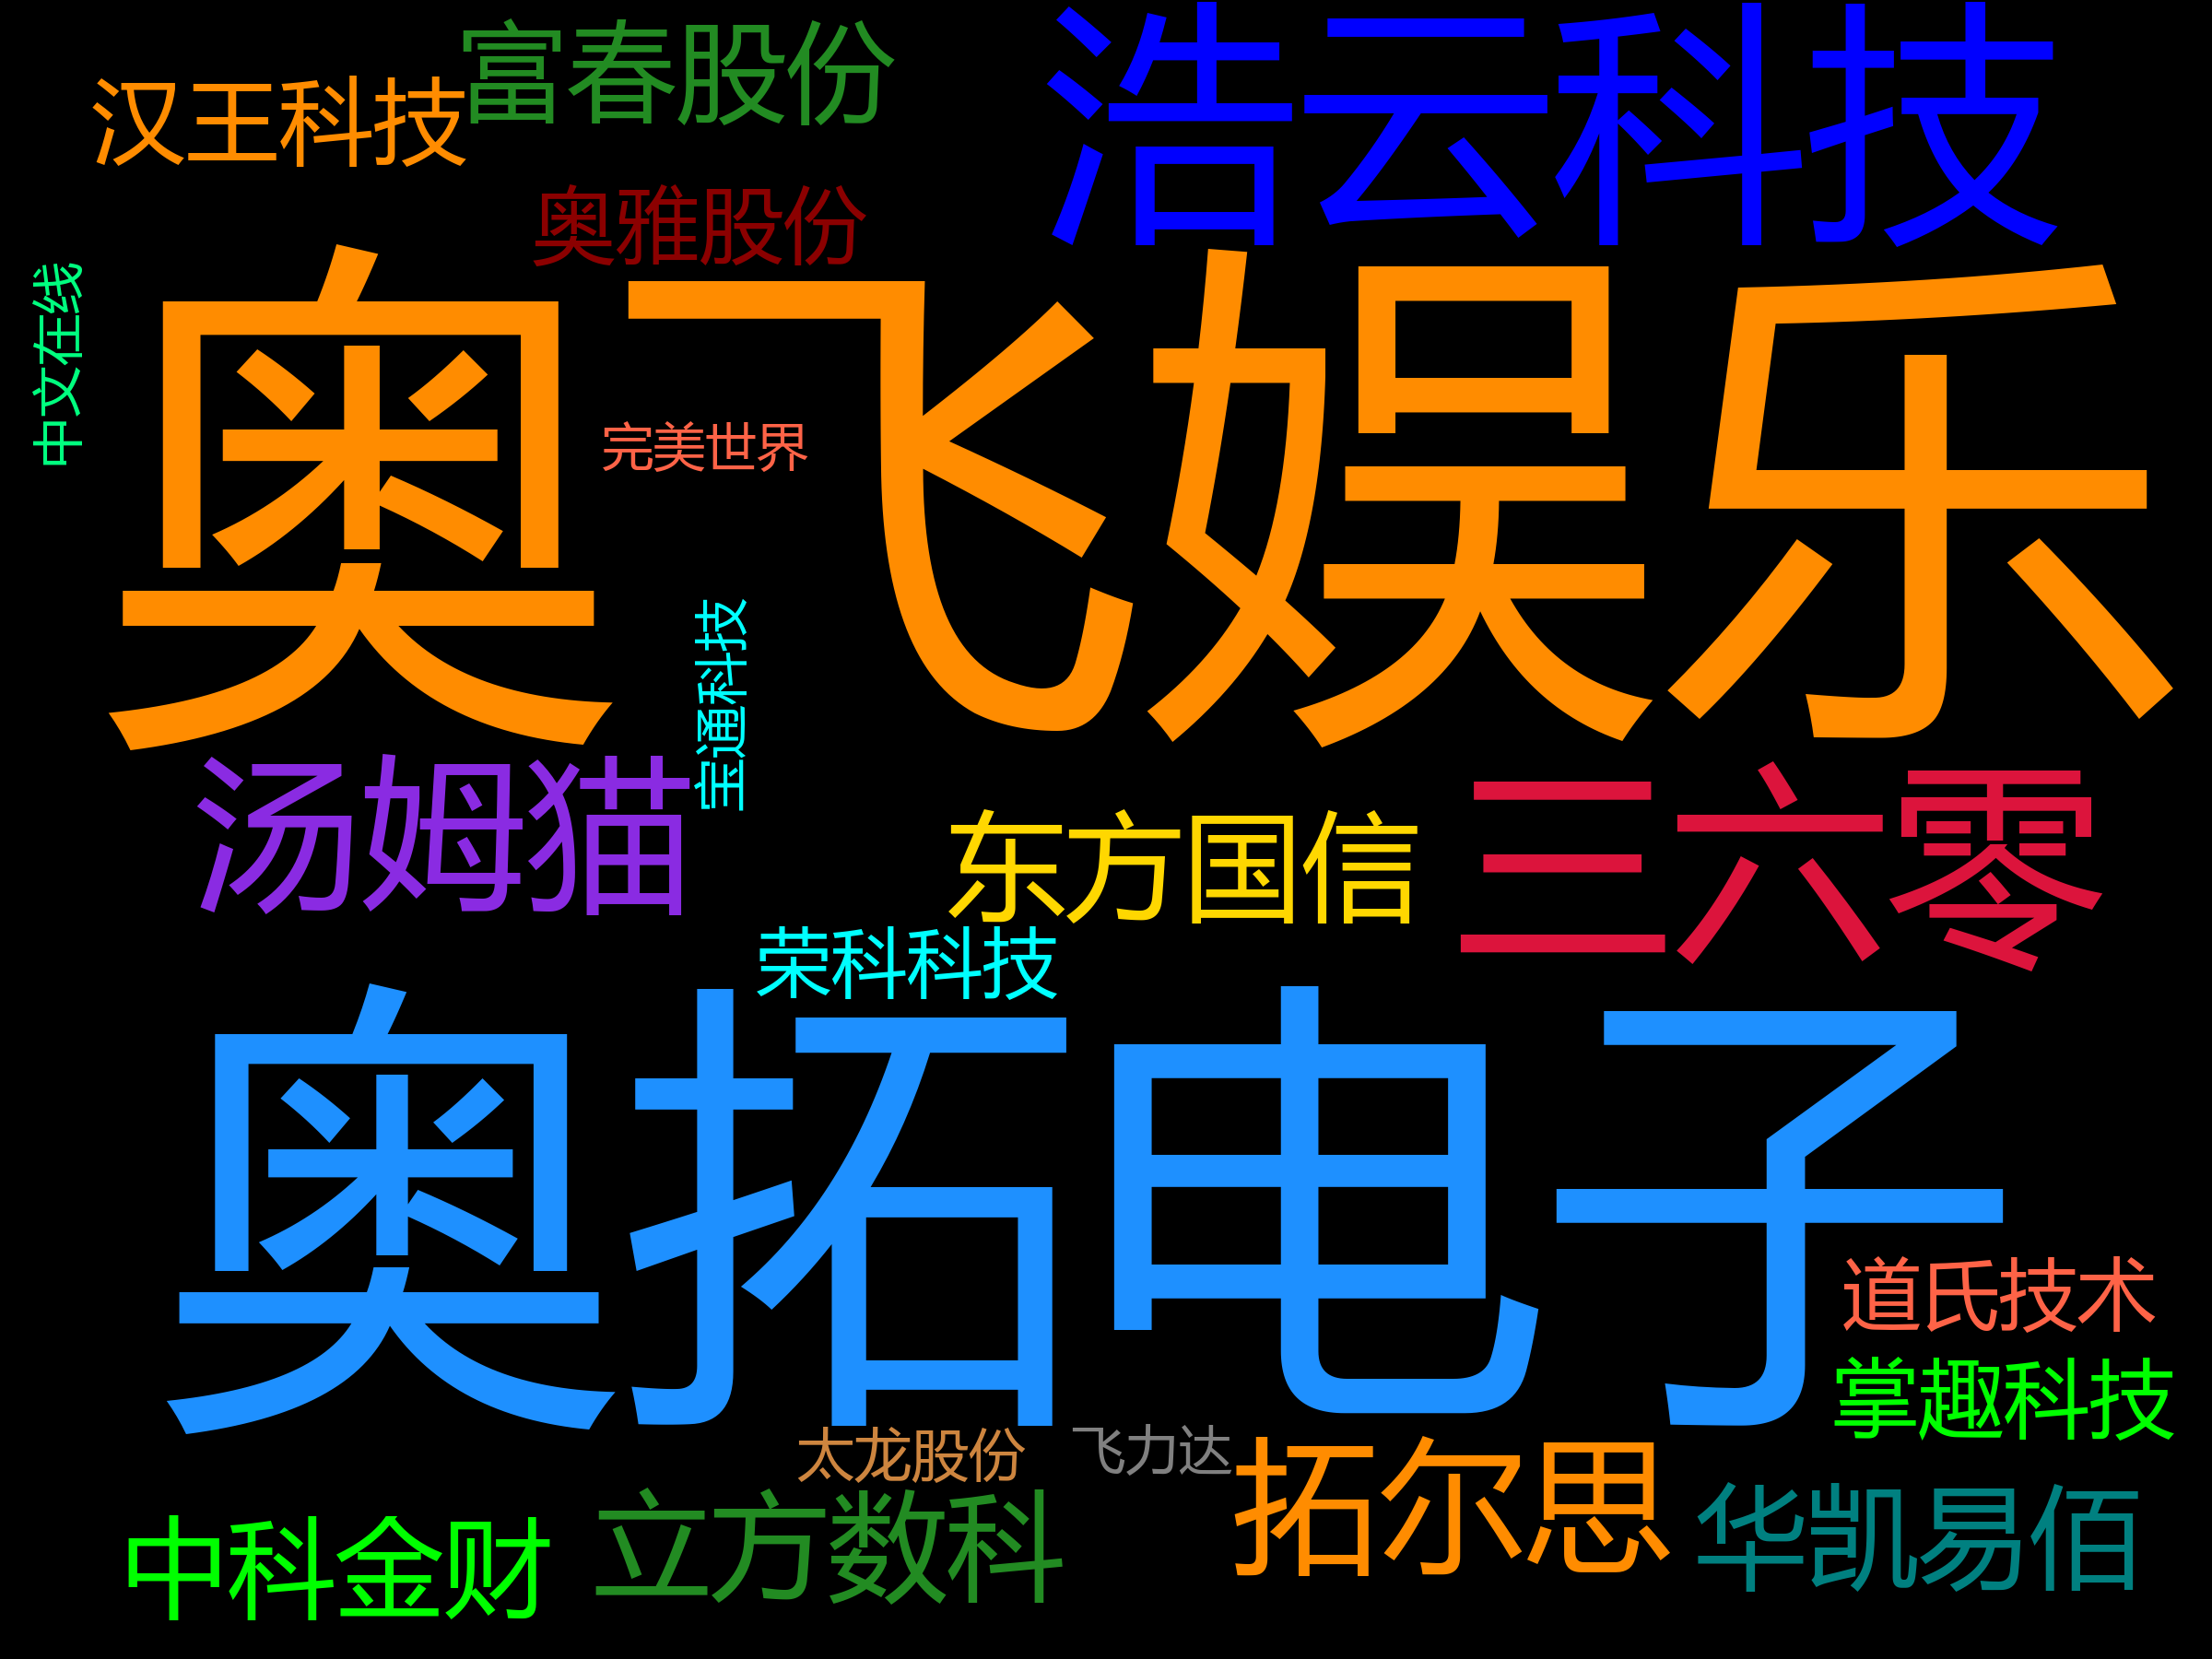 富春股份
浩云科技
汉王科技
奥雅股份
中文在线
奥飞娱乐
完美世界
宝通科技
汤姆猫
三六零
东方国信
荣科科技
奥拓电子
道氏技术
掌趣科技
太龙股份
飞力达
拓尔思
华凯易佰
立方数科
中科金财